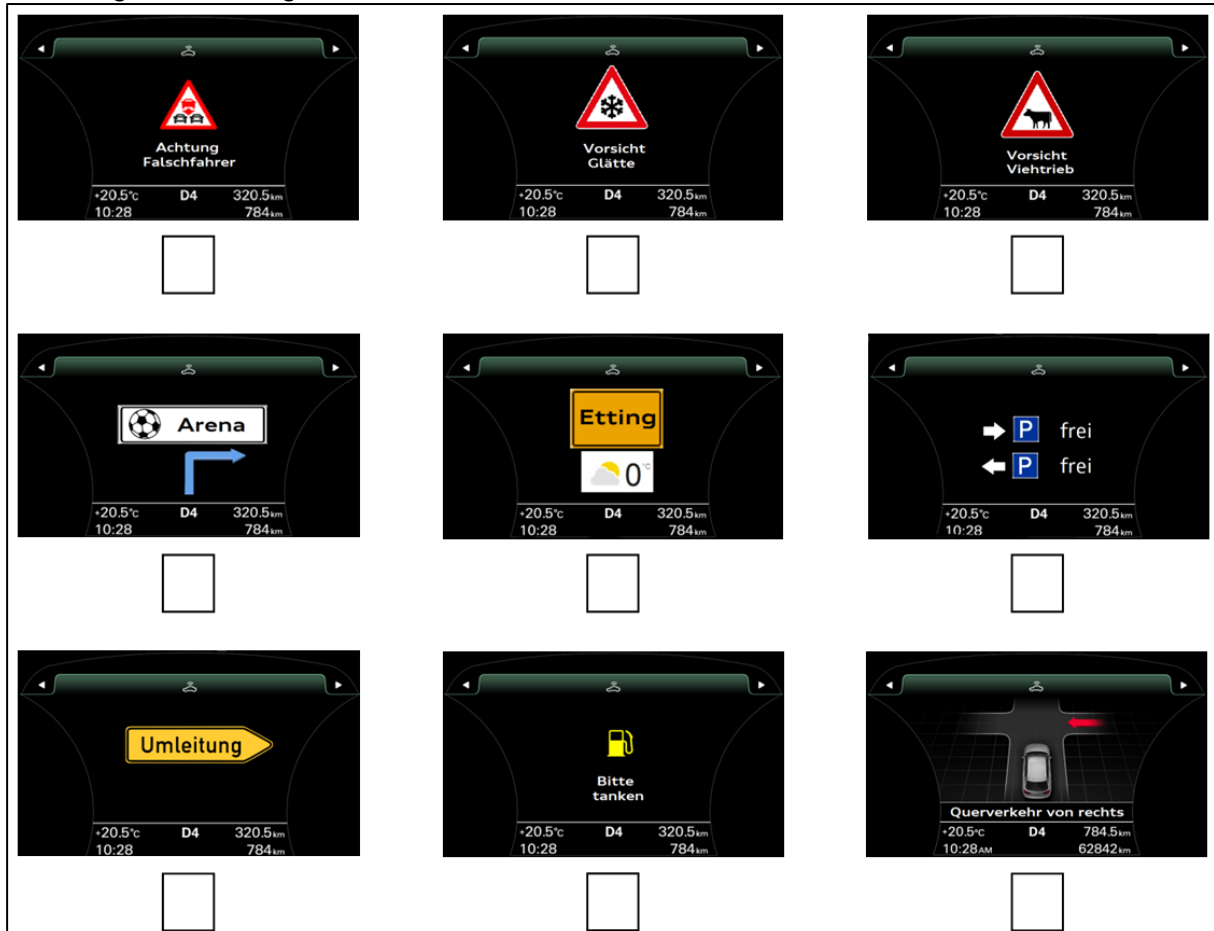 Achtung
Falschfahrer
+20.5°c D4 320.5km
10:28 784km
Vorsicht
Glätte
+20.5°c D4 320.5km
10:28 784km
Vorsicht
Viehtrieb
+20.5°c D4 320.5km
10:28 784km
Arena
+20.5°c D4 320.5km
10:28 784km
Etting
0°c
+20.5°c D4 320.5km
10:28 784km
P frei
P frei
+20.5°c D4 320.5km
10:28 784km
Umleitung
+20.5°c D4 320.5km
10:28 784km
Bitte
tanken
+20.5°c D4 320.5km
10:28 784km
Querverkehr von rechts
+20.5°c D4 784.5km
10:28 AM 62842km